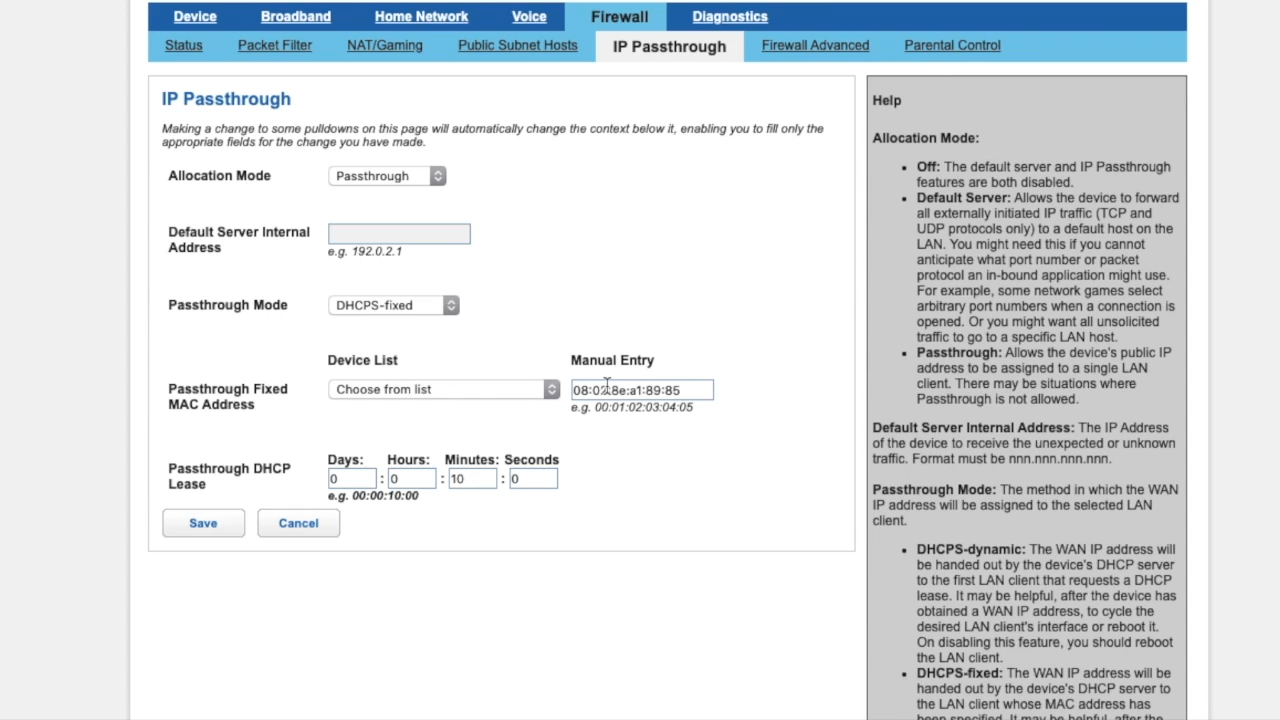 Device Broadband Home Network Voice Firewall Diagnostics
Status Packet Filter NAT/Gaming Public Subnet Hosts IP Passthrough Firewall Advanced Parental Control
IP Passthrough
Making a change to some pulldowns on this page will automatically change the context below it, enabling you to fill only the
appropriate fields for the change you have made.
Allocation Mode Passthrough
Default Server Internal
Address
e.g. 192.0.2.1
Passthrough Mode DHCPS-fixed
Device List Manual Entry
Passthrough Fixed
MAC Address
Choose from list 08:02:8e:a1:89:85
e.g. 00:01:02:03:04:05
Passthrough DHCP
Lease
Days: Hours: Minutes: Seconds
0 : 0 : 10 : 0
e.g. 00:00:10:00
Save Cancel
Help
Allocation Mode:
• Off: The default server and IP Passthrough
features are both disabled.
• Default Server: Allows the device to forward
all externally initiated IP traffic (TCP and
UDP protocols only) to a default host on the
LAN. You might need this if you cannot
anticipate what port number or packet
protocol an in-bound application might use.
For example, some network games select
arbitrary port numbers when a connection is
opened. Or you might want all unsolicited
traffic to go to a specific LAN host.
• Passthrough: Allows the device's public IP
address to be assigned to a single LAN
client. There may be situations where
Passthrough is not allowed.
Default Server Internal Address: The IP Address
of the device to receive the unexpected or unknown
traffic. Format must be nnn.nnn.nnn.nnn.
Passthrough Mode: The method in which the WAN
IP address will be assigned to the selected LAN
client.
• DHCPS-dynamic: The WAN IP address will
be handed out by the device's DHCP server
to the first LAN client that requests a DHCP
lease. It may be helpful, after the device has
obtained a WAN IP address, to cycle the
desired LAN client's interface or reboot it.
On disabling this feature, you should reboot
the LAN client.
• DHCPS-fixed: The WAN IP address will be
handed out by the device's DHCP server to
the LAN client whose MAC address has
been specified. It may be helpful, after the